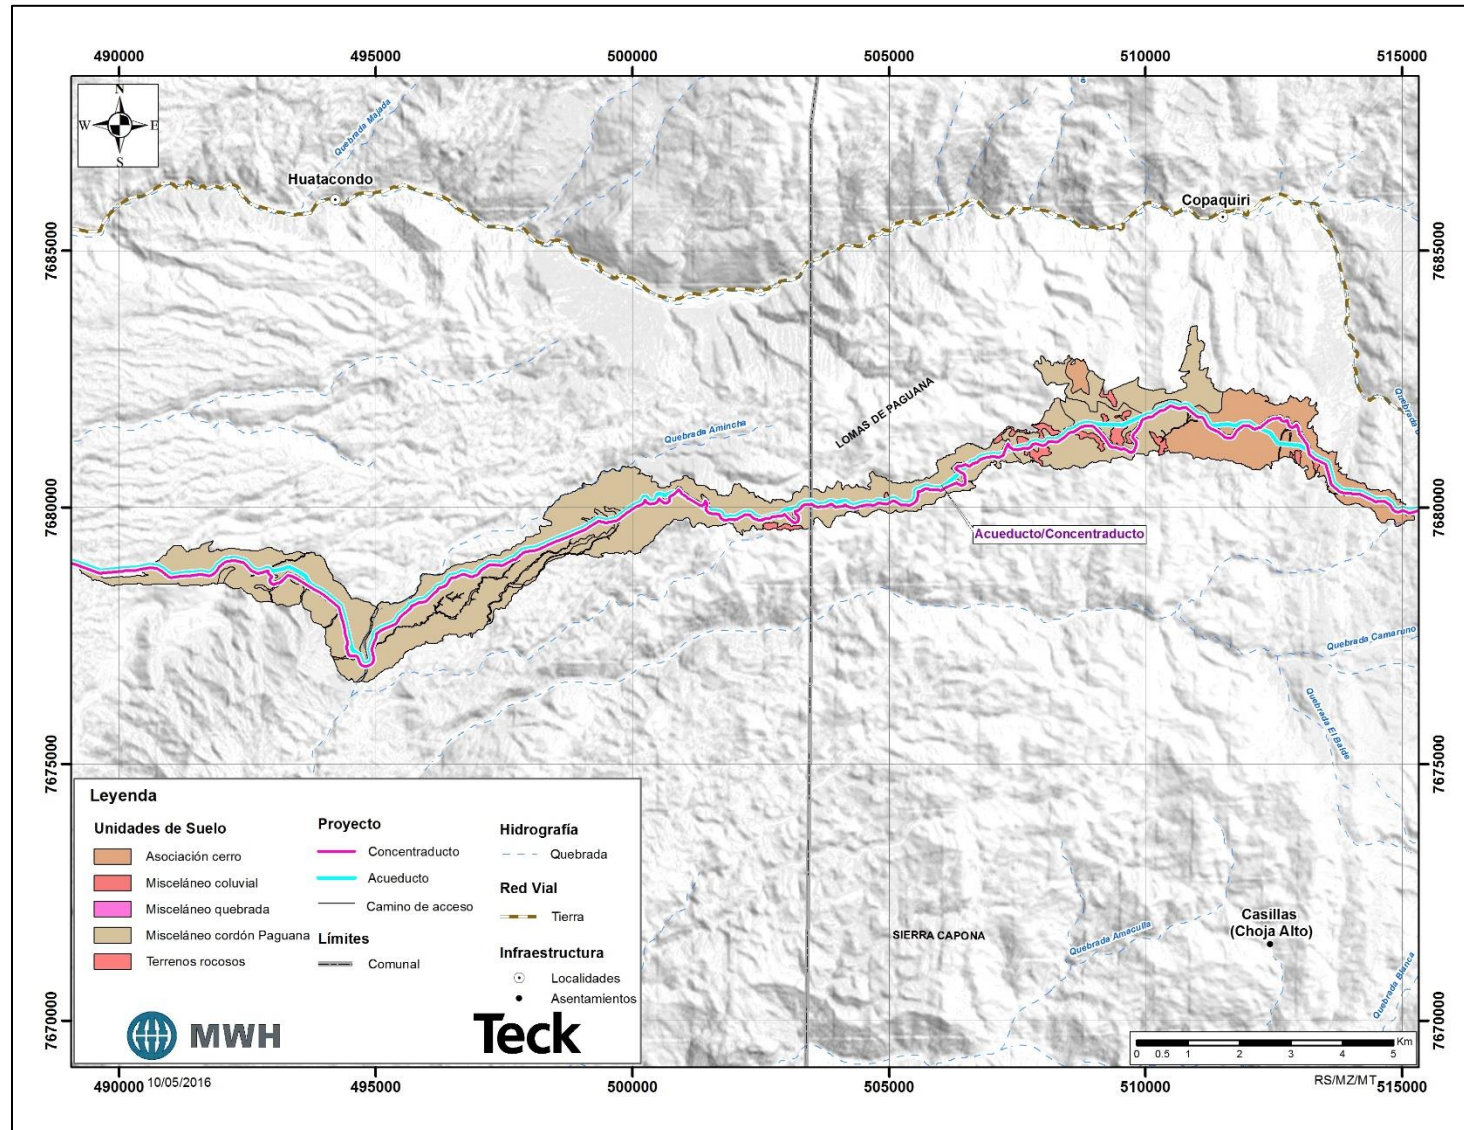 490000 495000 500000 505000 510000 515000
N
W E
S
Quebrada Majada
Huatacondo
Copaquiri
7685000 7685000
LOMAS DE PAGUANA
Quebrada Amincha
7680000 7680000
Acueducto/Concentraducto
Quebrada Camaruno
Quebrada El Balde
7675000 7675000
Leyenda
Unidades de Suelo
Asociación cerro
Misceláneo coluvial
Misceláneo quebrada
Misceláneo cordón Paguana
Terrenos rocosos
Proyecto
Concentraducto
Acueducto
Camino de acceso
Límites
Comunal
Hidrografía
Quebrada
Red Vial
Tierra
Infraestructura
Localidades
Asentamientos
MWH
Teck
SIERRA CAPONA
Casillas
(Choja Alto)
Quebrada Amaculla
Quebrada Blanca
7670000 7670000
Km
0 0.5 1 2 3 4 5
490000 495000 500000 505000 510000 515000
10/05/2016
RS/MZ/MT